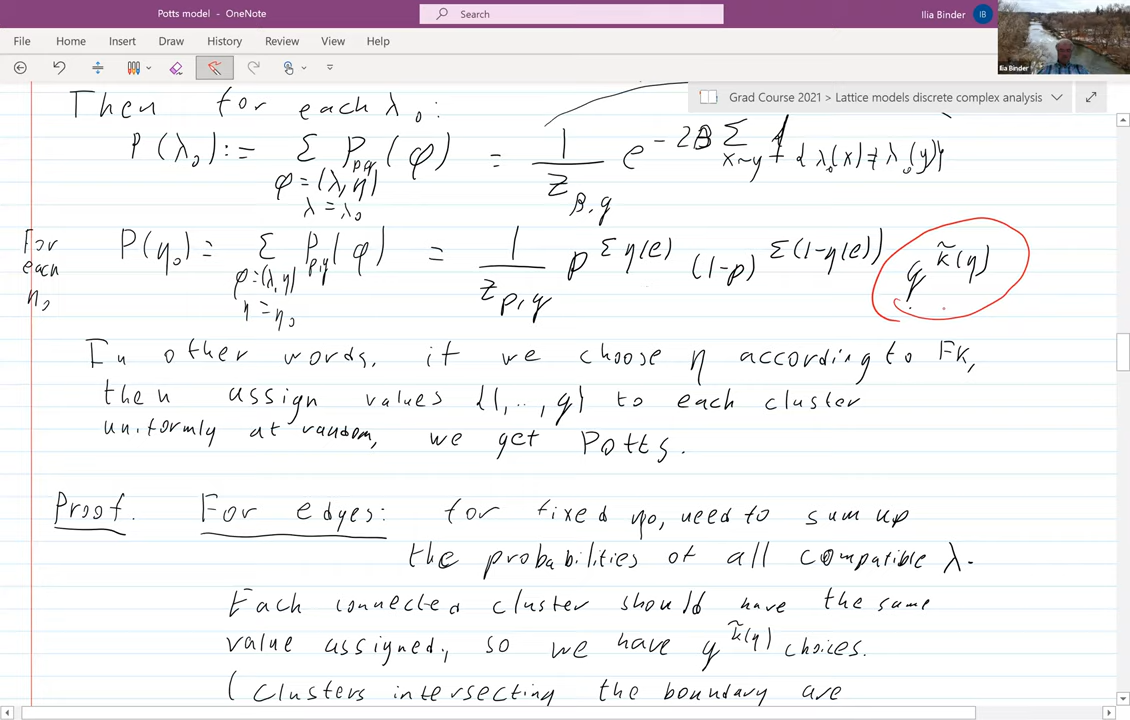 Potts model - OneNote
Search
Ilia Binder
IB
File Home Insert Draw History Review View Help
Ilia Binder
Grad Course 2021 > Lattice models discrete complex analysis
Then for each λ₀:
P(λ₀) := Σ P_{p,q}(φ) = 1/Z_{β,q} e^{-2β Σ_{x~y} 1{λ₀(x)≠λ₀(y)}}
φ=(λ,η)
λ=λ₀
For each η₀
P(η₀) := Σ P_{p,q}(φ) = 1/Z_{p,q} p^{Σ η(e)} (1-p)^{Σ(1-η(e))} q^{k̃(η)}
φ=(λ,η)
η=η₀
In other words, if we choose η according to FK,
then assign values {1,..,q} to each cluster
uniformly at random, we get Potts.
Proof. For edges: for fixed η₀, need to sum up
the probabilities of all compatible λ.
Each connected cluster should have the same
value assigned, so we have q^{k̃(η)} choices.
(Clusters intersecting the boundary are